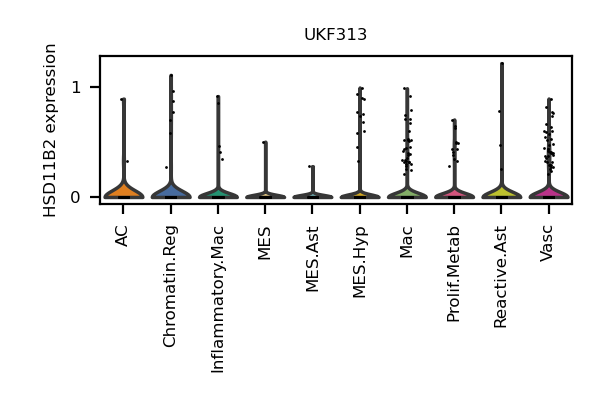 UKF313
HSD11B2 expression
1
0
AC
Chromatin.Reg
Inflammatory.Mac
MES
MES.Ast
MES.Hyp
Mac
Prolif.Metab
Reactive.Ast
Vasc